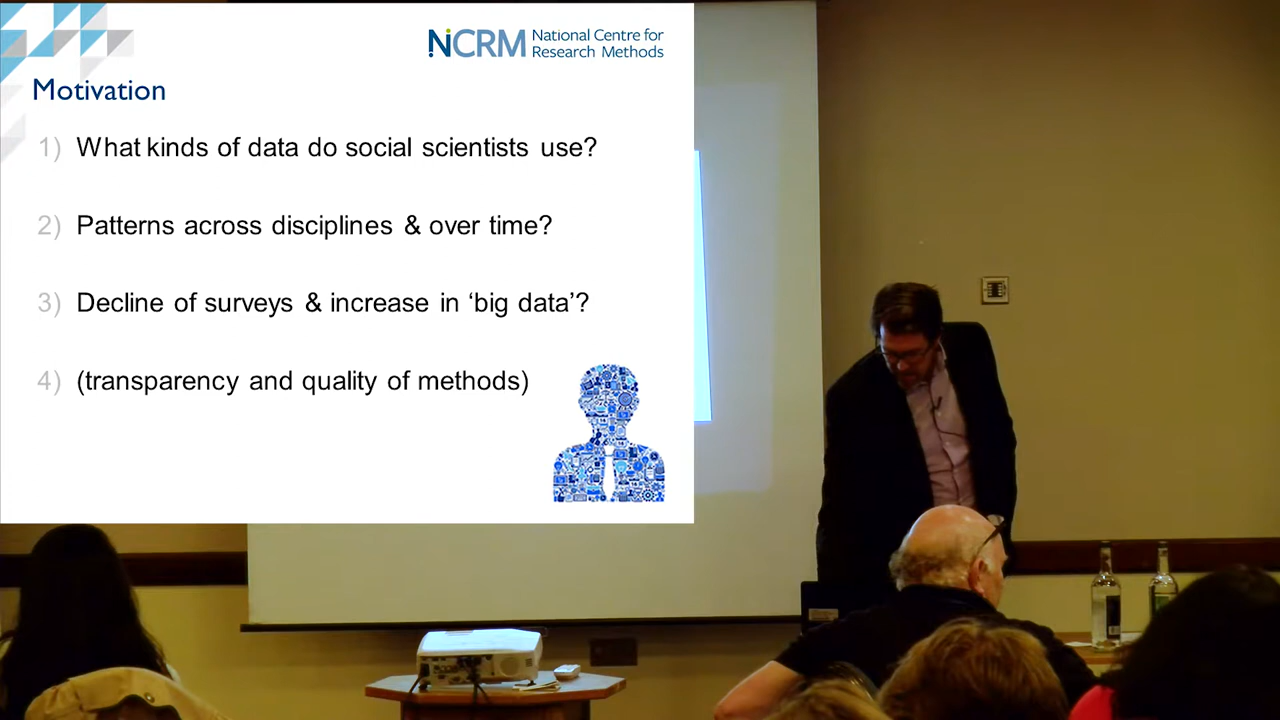 NCRM National Centre for
Research Methods
Motivation
1) What kinds of data do social scientists use?
2) Patterns across disciplines & over time?
3) Decline of surveys & increase in ‘big data’?
4) (transparency and quality of methods)